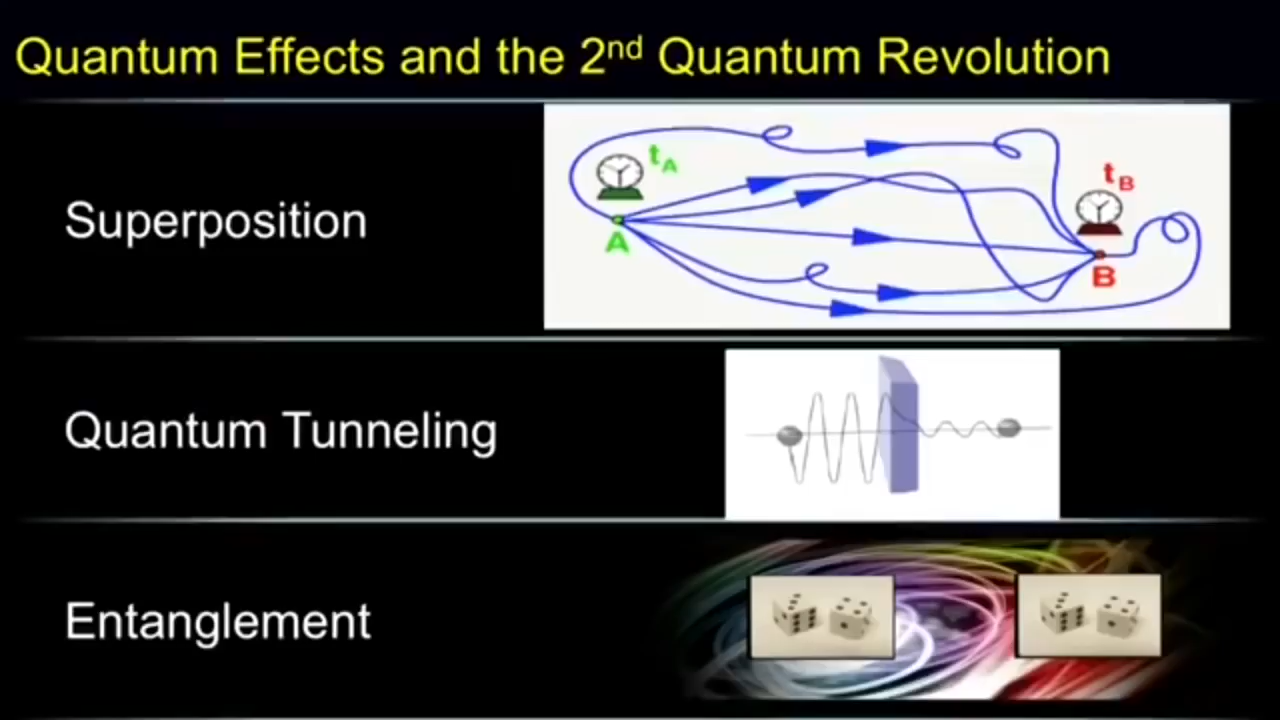 Quantum Effects and the 2nd Quantum Revolution
Superposition
tA
tB
A
B
Quantum Tunneling
Entanglement